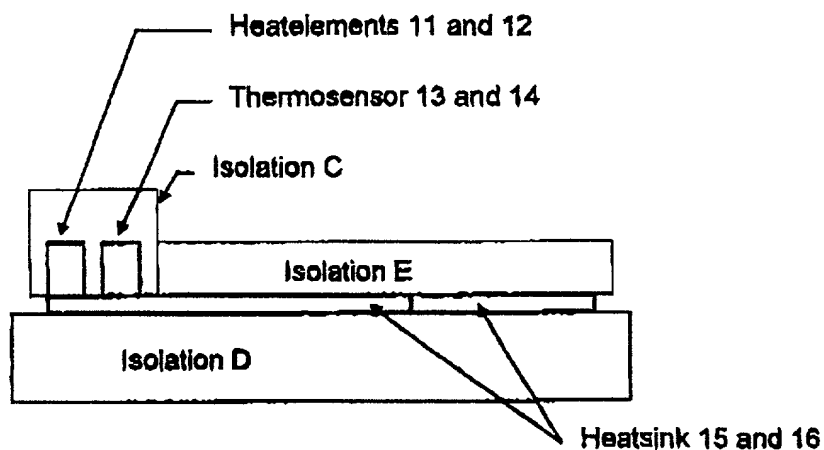 Heatelements 11 and 12
Thermosensor 13 and 14
Isolation C
Isolation E
Isolation D
Heatsink 15 and 16